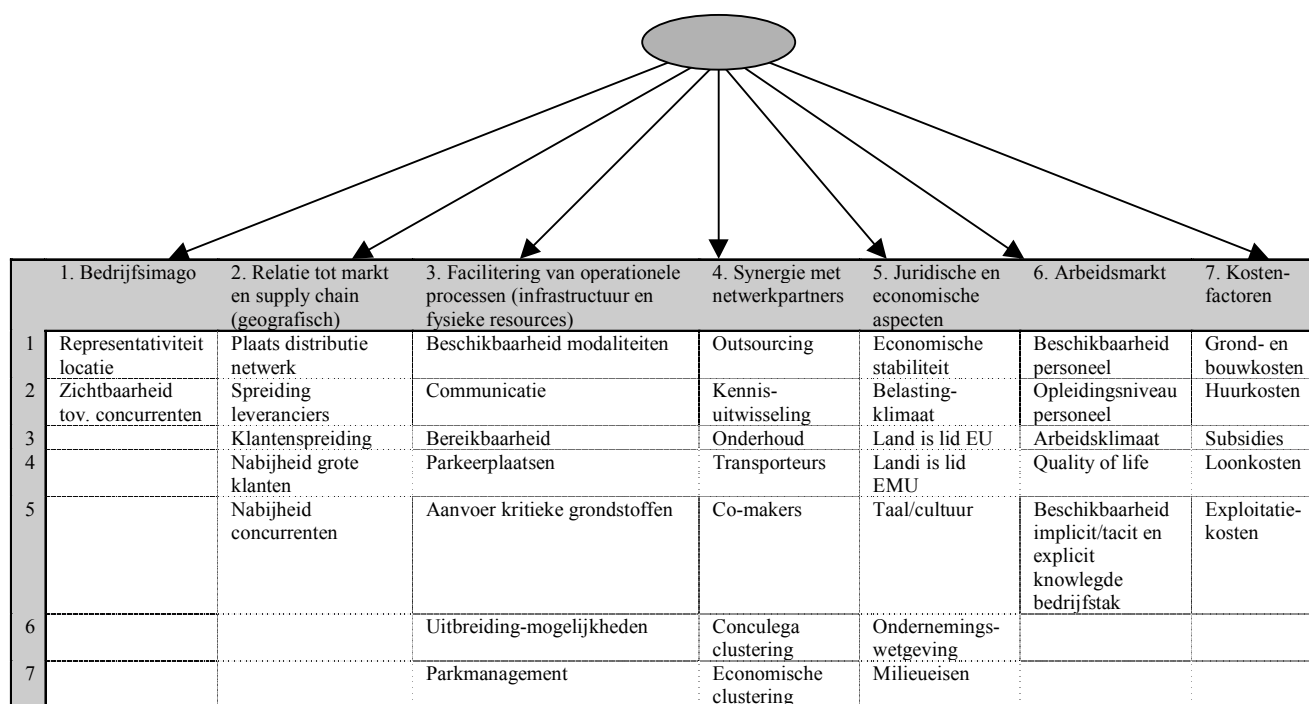 1. Bedrijfsimago
2. Relatie tot markt
en supply chain
(geografisch)
3. Facilitering van operationele
processen (infrastructuur en
fysieke resources)
4. Synergie met
netwerkpartners
5. Juridische en
economische
aspecten
6. Arbeidsmarkt
7. Kosten-
factoren
1
Representativiteit
locatie
Plaats distributie
netwerk
Beschikbaarheid modaliteiten
Outsourcing
Economische
stabiliteit
Beschikbaarheid
personeel
Grond- en
bouwkosten
2
Zichtbaarheid
tov. concurrenten
Spreiding
leveranciers
Communicatie
Kennis-
uitwisseling
Belasting-
klimaat
Opleidingsniveau
personeel
Huurkosten
3
Klantenspreiding
Bereikbaarheid
Onderhoud
Land is lid EU
Arbeidsklimaat
Subsidies
4
Nabijheid grote
klanten
Parkeerplaatsen
Transporteurs
Landi is lid
EMU
Quality of life
Loonkosten
5
Nabijheid
concurrenten
Aanvoer kritieke grondstoffen
Co-makers
Taal/cultuur
Beschikbaarheid
implicit/tacit en
explicit
knowlegde
bedrijfstak
Exploitatie-
kosten
6
Uitbreiding-mogelijkheden
Conculega
clustering
Ondernemings-
wetgeving
7
Parkmanagement
Economische
clustering
Milieueisen